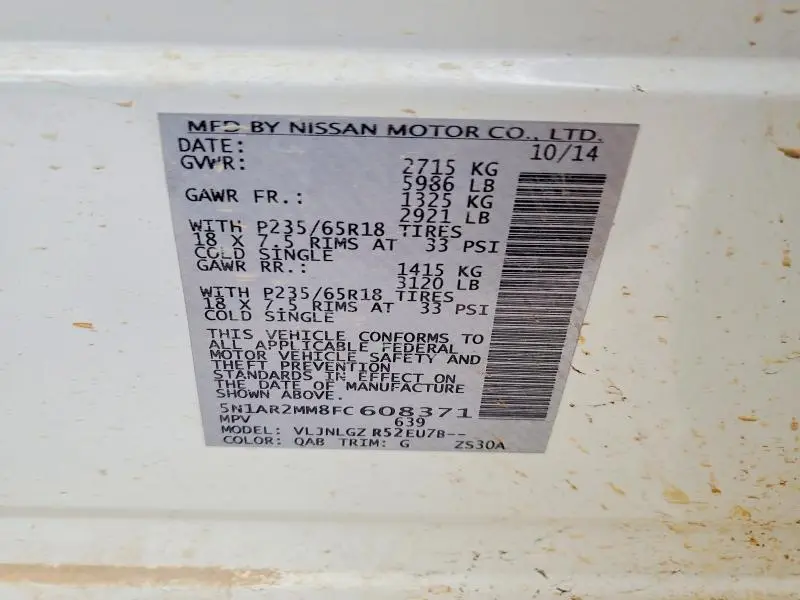 MFD BY NISSAN MOTOR CO., LTD.
DATE: 10/14
GVWR: 2715 KG
5986 LB
GAWR FR.: 1325 KG
2921 LB
WITH P235/65R18 TIRES
18 X 7.5 RIMS AT 33 PSI
COLD SINGLE
GAWR RR.: 1415 KG
3120 LB
WITH P235/65R18 TIRES
18 X 7.5 RIMS AT 33 PSI
COLD SINGLE
THIS VEHICLE CONFORMS TO
ALL APPLICABLE FEDERAL
MOTOR VEHICLE SAFETY AND
THEFT PREVENTION
STANDARDS IN EFFECT ON
THE DATE OF MANUFACTURE
SHOWN ABOVE.
5N1AR2MM8FC608371
MPV 639
MODEL: VLJNLGZ R52EU7B--
COLOR: QAB TRIM: G ZS30A